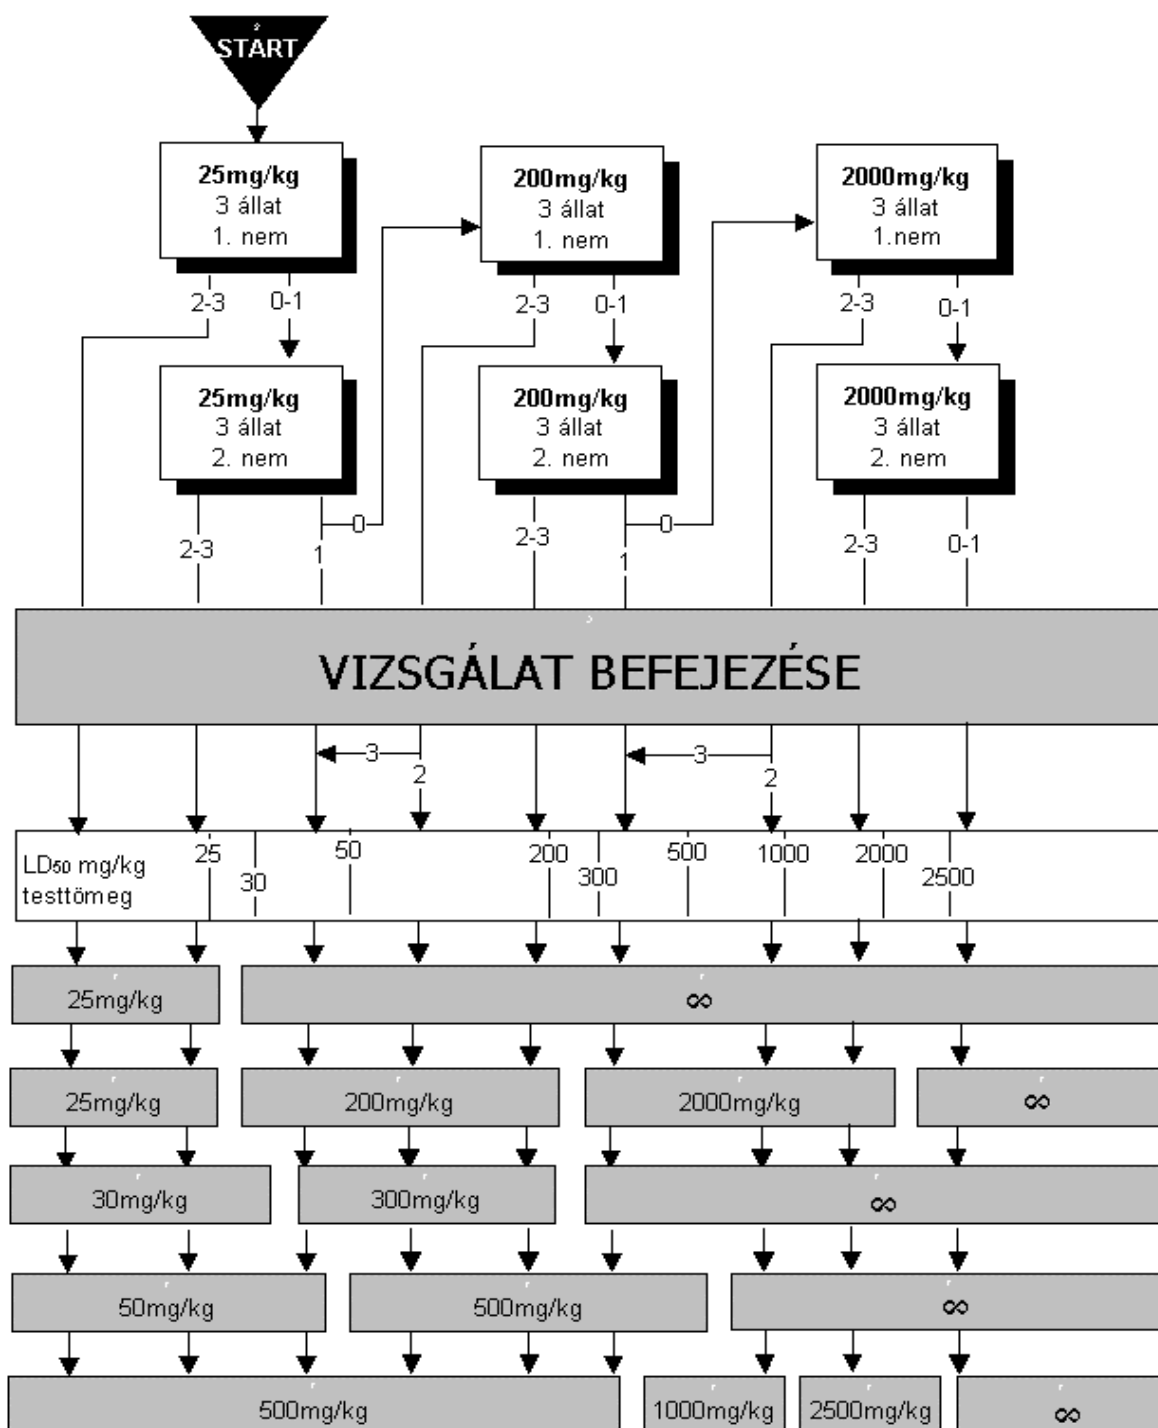 START
25mg/kg
3 állat
1. nem
200mg/kg
3 állat
1. nem
2000mg/kg
3 állat
1.nem
2-3
0-1
2-3
0-1
2-3
0-1
25mg/kg
3 állat
2. nem
200mg/kg
3 állat
2. nem
2000mg/kg
3 állat
2. nem
2-3
1
0
2-3
1
0
2-3
0-1
VIZSGÁLAT BEFEJEZÉSE
3
2
3
2
LD50 mg/kg
testtömeg
25
30
50
200
300
500
1000
2000
2500
25mg/kg
∞
25mg/kg
200mg/kg
2000mg/kg
∞
30mg/kg
300mg/kg
∞
50mg/kg
500mg/kg
∞
500mg/kg
1000mg/kg
2500mg/kg
∞